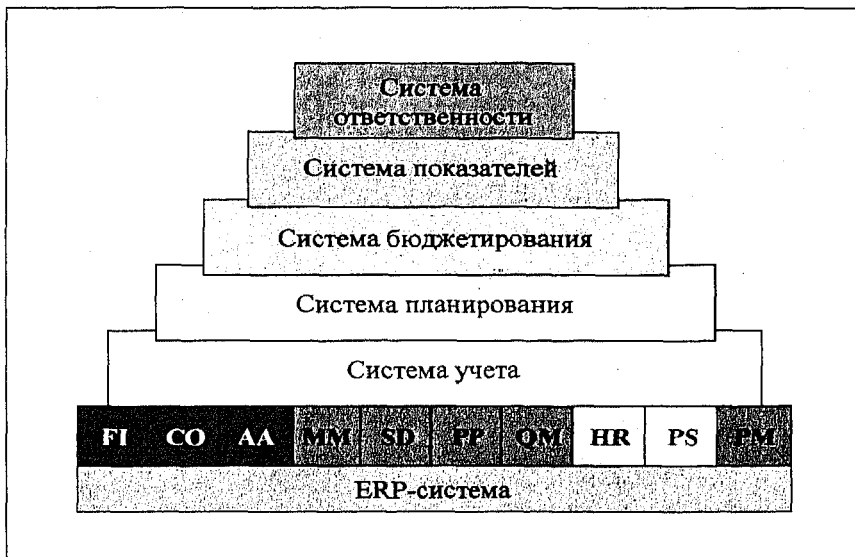 Система
ответственности
Система показателей
Система бюджетирования
Система планирования
Система учета
FI CO AA MM SD PP QM HR PS PM
ERP-система